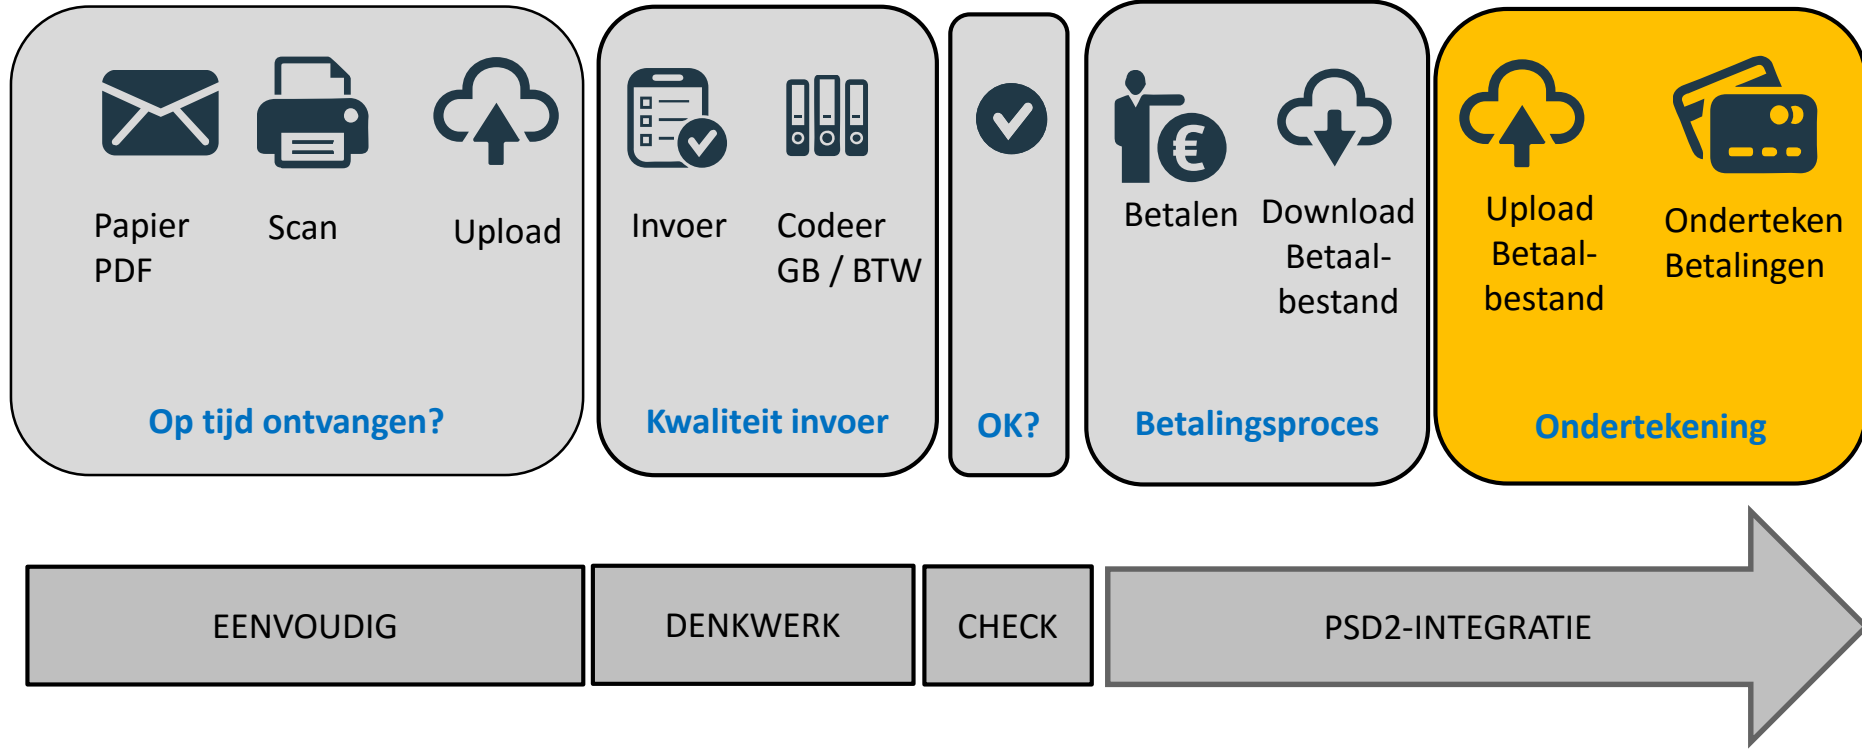 Papier
PDF
Scan
Upload
Op tijd ontvangen?
Invoer
Codeer
GB / BTW
Kwaliteit invoer
OK?
Betalen
Download
Betaal-
bestand
Betalingsproces
Upload
Betaal-
bestand
Onderteken
Betalingen
Ondertekening
EENVOUDIG
DENKWERK
CHECK
PSD2-INTEGRATIE